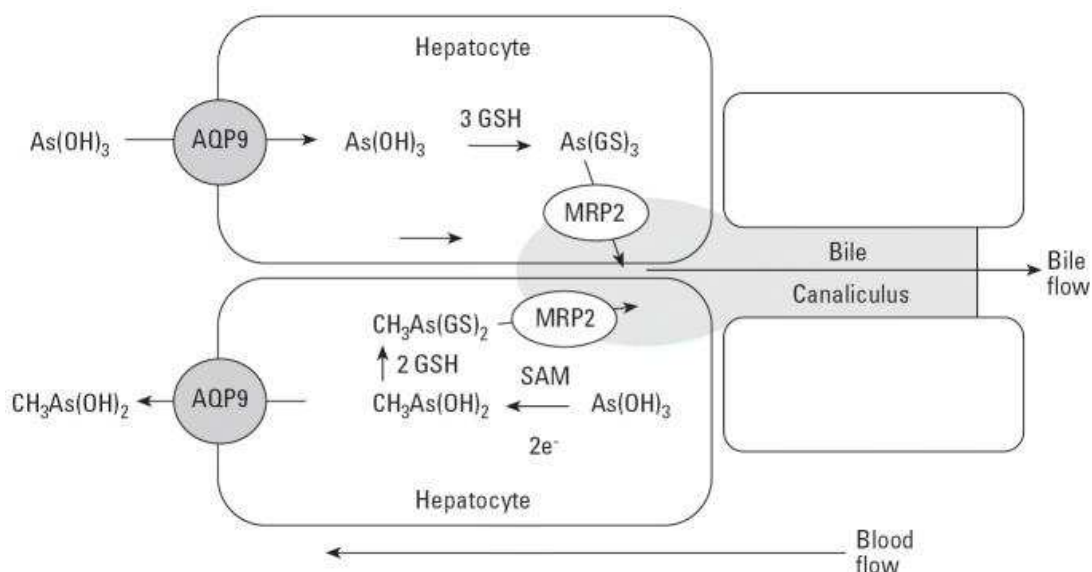 Hepatocyte
3 GSH
As(OH)₃
AQP9
As(OH)₃
As(GS)₃
MRP2
Bile
Canaliculus
Bile
flow
MRP2
CH₃As(GS)₂
2 GSH
SAM
CH₃As(OH)₂
AQP9
CH₃As(OH)₂
As(OH)₃
2e⁻
Hepatocyte
Blood
flow